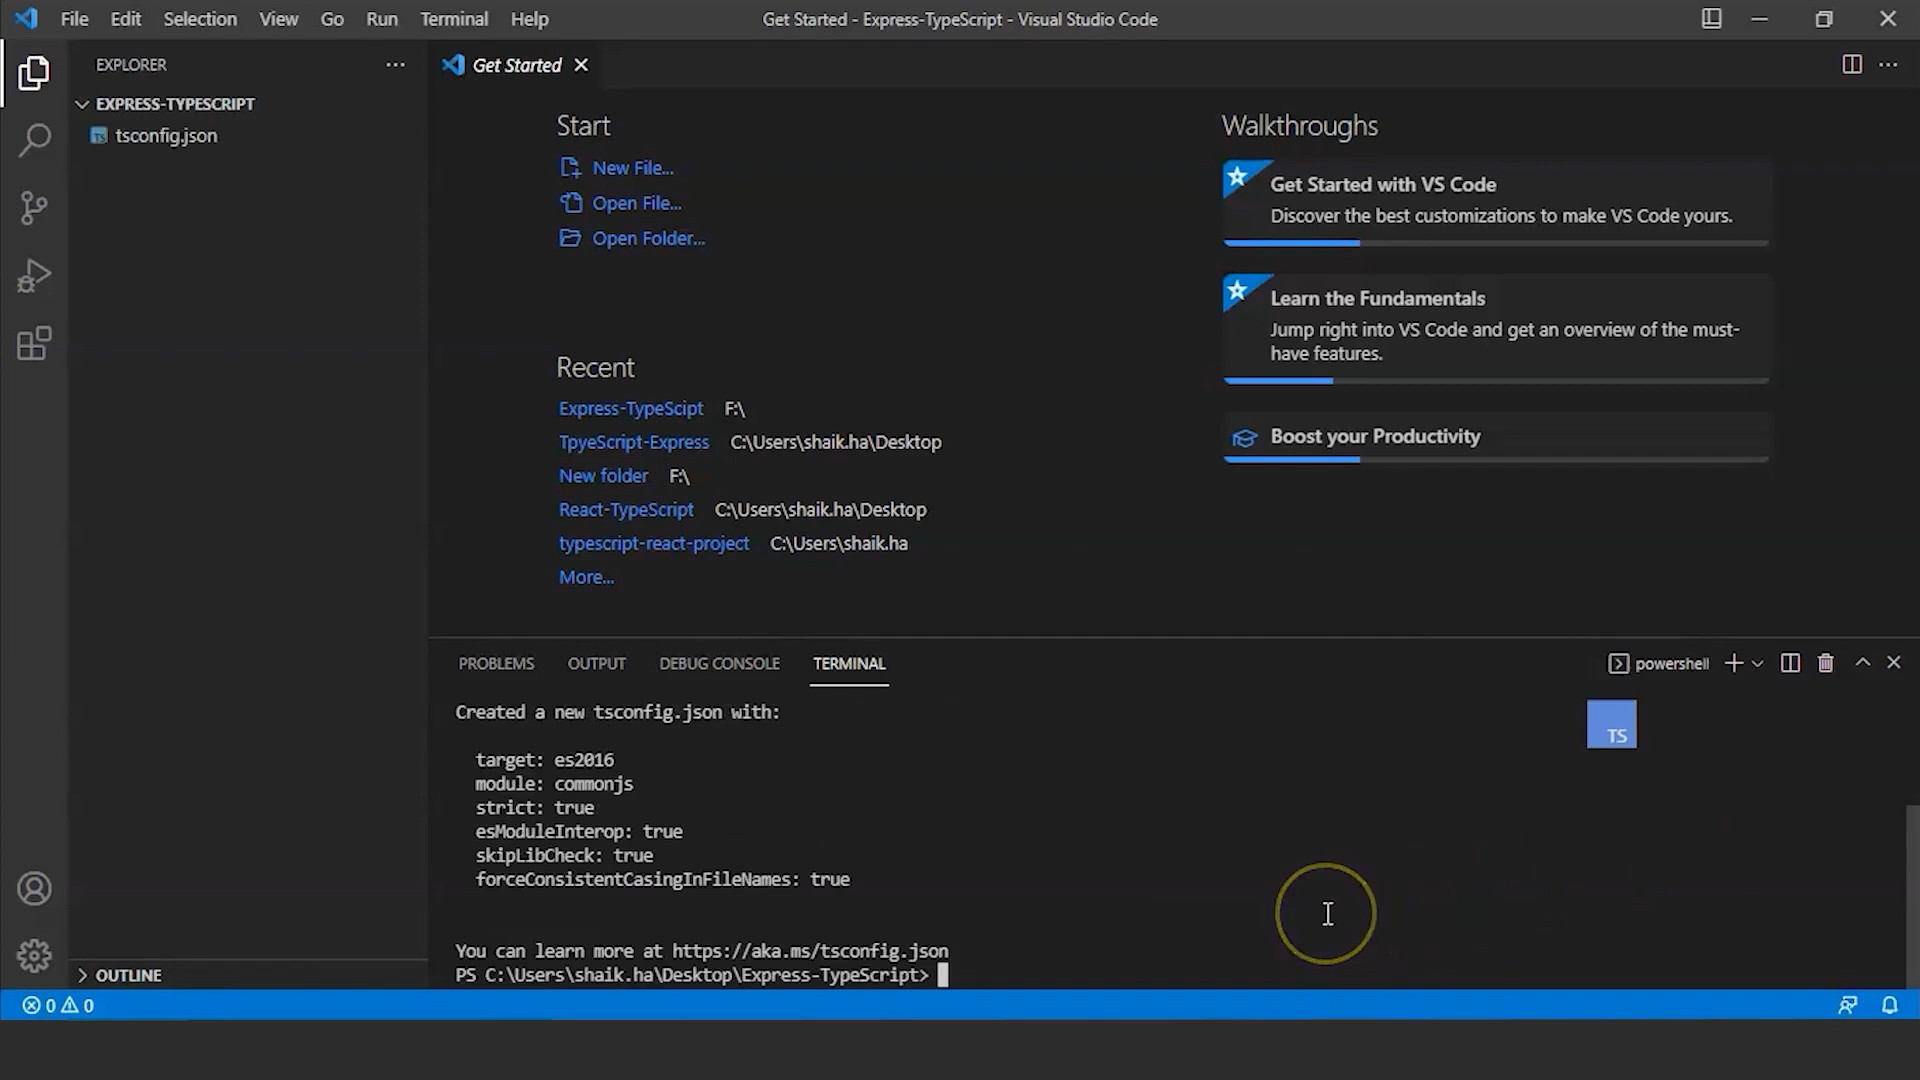 File Edit Selection View Go Run Terminal Help
Get Started - Express-TypeScript - Visual Studio Code
EXPLORER
EXPRESS-TYPESCRIPT
TS tsconfig.json
OUTLINE
Get Started
Start
New File...
Open File...
Open Folder...
Recent
Express-TypeScipt F:\
TpyeScript-Express C:\Users\shaik.ha\Desktop
New folder F:\
React-TypeScript C:\Users\shaik.ha\Desktop
typescript-react-project C:\Users\shaik.ha
More...
Walkthroughs
Get Started with VS Code
Discover the best customizations to make VS Code yours.
Learn the Fundamentals
Jump right into VS Code and get an overview of the must-
have features.
Boost your Productivity
PROBLEMS OUTPUT DEBUG CONSOLE TERMINAL
powershell
Created a new tsconfig.json with:
TS
target: es2016
module: commonjs
strict: true
esModuleInterop: true
skipLibCheck: true
forceConsistentCasingInFileNames: true
You can learn more at https://aka.ms/tsconfig.json
PS C:\Users\shaik.ha\Desktop\Express-TypeScript>
0 0